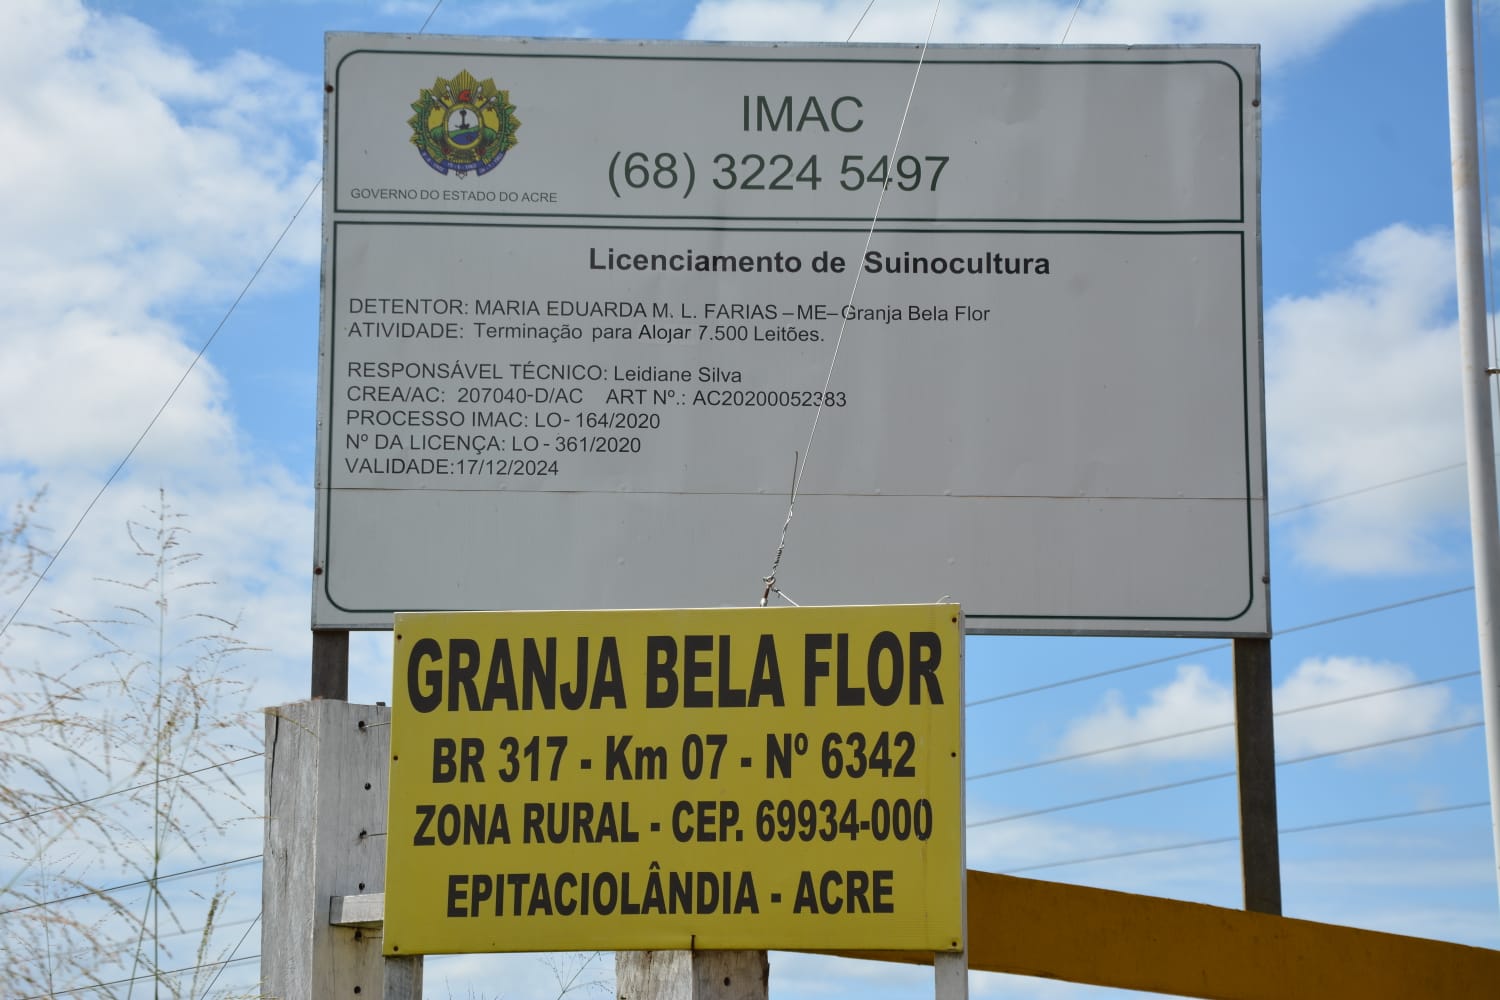 IMAC
(68) 3224 5497
GOVERNO DO ESTADO DO ACRE
Licenciamento de Suinocultura
DETENTOR: MARIA EDUARDA M. L. FARIAS – ME– Granja Bela Flor
ATIVIDADE: Terminação para Alojar 7.500 Leitões.
RESPONSÁVEL TÉCNICO: Leidiane Silva
CREA/AC: 207040-D/AC ART Nº.: AC20200052383
PROCESSO IMAC: LO- 164/2020
Nº DA LICENÇA: LO - 361/2020
VALIDADE:17/12/2024
GRANJA BELA FLOR
BR 317 - Km 07 - Nº 6342
ZONA RURAL - CEP. 69934-000
EPITACIOLÂNDIA - ACRE